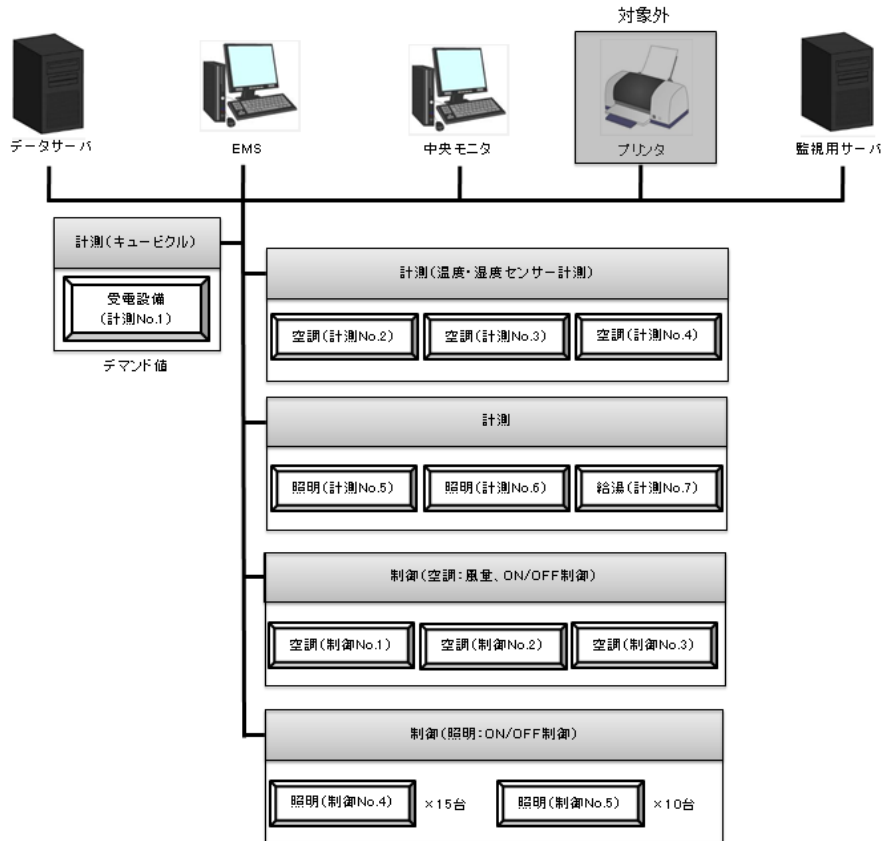 対象外
データサーバ
EMS
中央モニタ
プリンタ
監視用サーバ
計測(キュービクル)
受電設備
(計測No.1)
デマンド値
計測(温度・湿度センサー計測)
空調(計測No.2)
空調(計測No.3)
空調(計測No.4)
計測
照明(計測No.5)
照明(計測No.6)
給湯(計測No.7)
制御(空調:風量、ON/OFF制御)
空調(制御No.1)
空調(制御No.2)
空調(制御No.3)
制御(照明:ON/OFF制御)
照明(制御No.4)
×15台
照明(制御No.5)
×10台